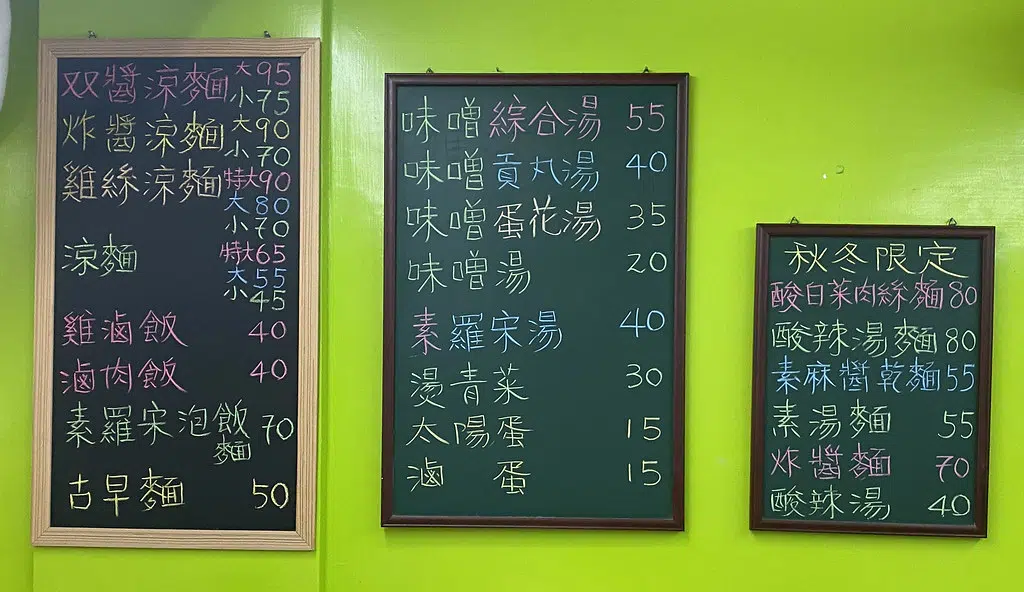 双醬涼麵 大95
小75
炸醬涼麵 大90
小70
雞絲涼麵 特大90
大80
小70
涼麵 特大65
大55
小45
雞滷飯 40
滷肉飯 40
素羅宋泡飯 70
麵
古早麵 50
味噌綜合湯 55
味噌貢丸湯 40
味噌蛋花湯 35
味噌湯 20
素羅宋湯 40
燙青菜 30
太陽蛋 15
滷蛋 15
秋冬限定
酸白菜肉絲麵80
酸辣湯麵80
素麻醬乾麵55
素湯麵 55
炸醬麵 70
酸辣湯 40